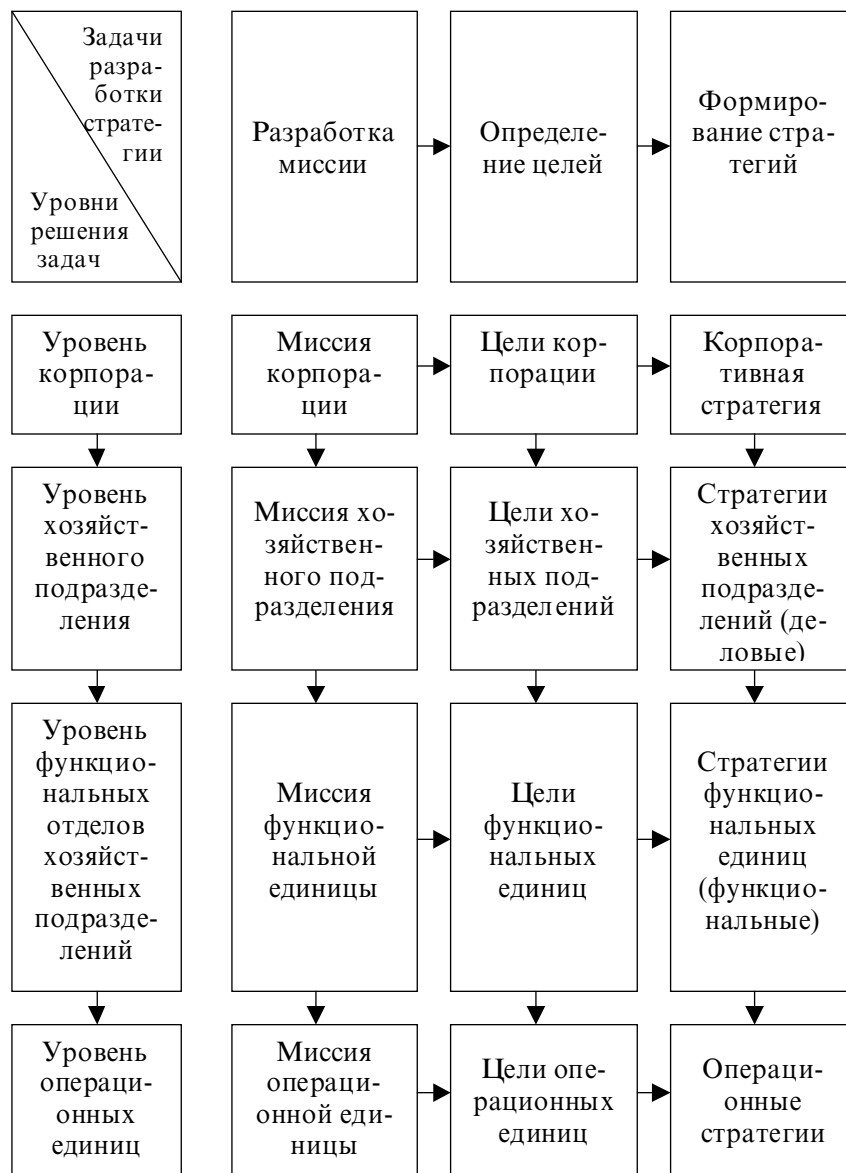 Задачи
разра-
ботки
страте-
гии
Уровни
решения
задач
Разработка
миссии
Определе-
ние целей
Формиро-
вание стра-
тегий
Уровень
корпора-
ции
Миссия
корпора-
ции
Цели кор-
порации
Корпора-
тивная
стратегия
Уровень
хозяйст-
венного
подразде-
ления
Миссия хо-
зяйствен-
ного под-
разделения
Цели хо-
зяйствен-
ных под-
разделений
Стратегии
хозяйст-
венных
подразде-
лений (де-
ловые)
Уровень
функцио-
нальных
отделов
хозяйст-
венных
подразде-
лений
Миссия
функцио-
нальной
единицы
Цели
функцио-
нальных
единиц
Стратегии
функцио-
нальных
единиц
(функцио-
нальные)
Уровень
операци-
онных
единиц
Миссия
операци-
онной еди-
ницы
Цели опе-
рационных
единиц
Операци-
онные
стратегии